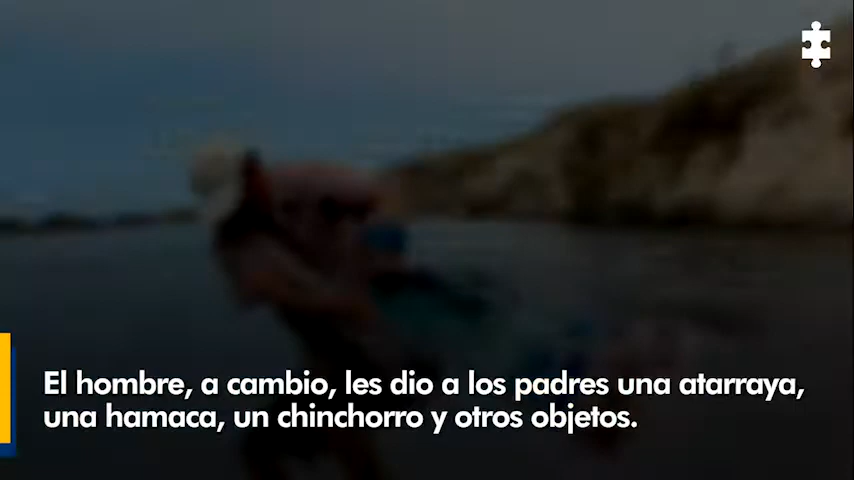 El hombre, a cambio, les dio a los padres una atarraya,
una hamaca, un chinchorro y otros objetos.